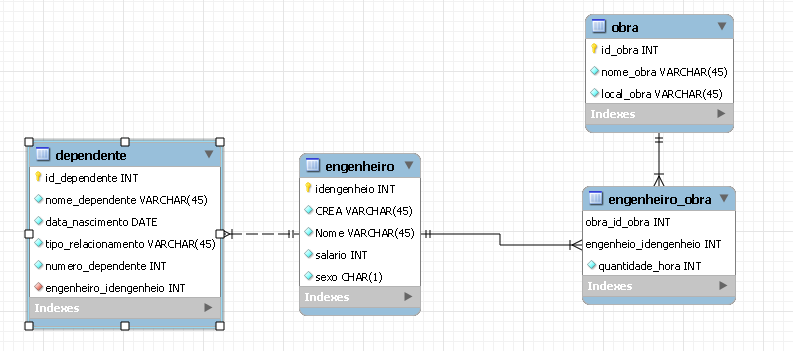 obra
id_obra INT
nome_obra VARCHAR(45)
local_obra VARCHAR(45)
Indexes
dependente
id_dependente INT
nome_dependente VARCHAR(45)
data_nascimento DATE
tipo_relacionamento VARCHAR(45)
numero_dependente INT
engenheiro_idengenheio INT
Indexes
engenheiro
idengenheio INT
CREA VARCHAR(45)
Nome VARCHAR(45)
salario INT
sexo CHAR(1)
Indexes
engenheiro_obra
obra_id_obra INT
engenheio_idengenheio INT
quantidade_hora INT
Indexes